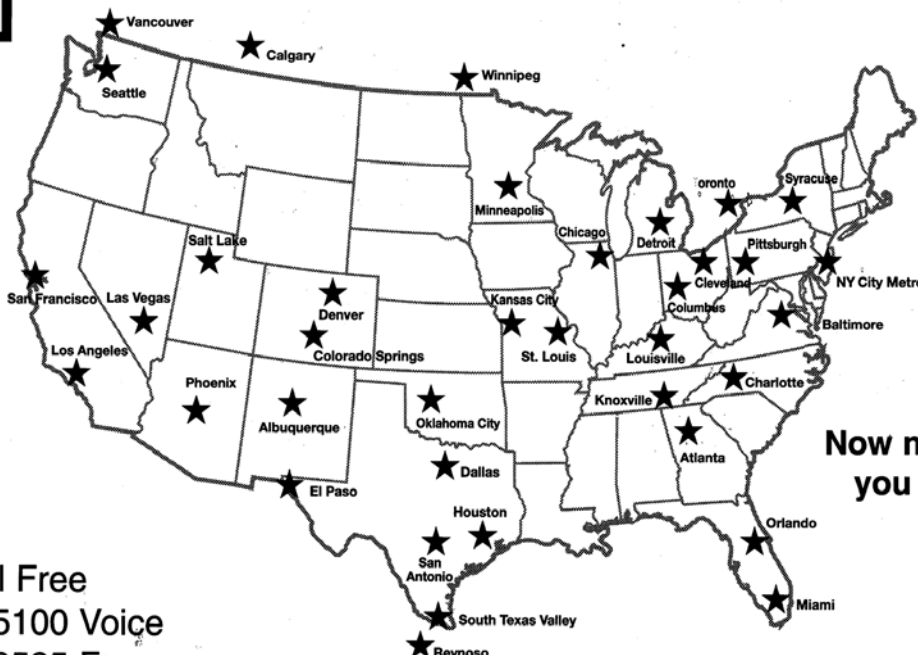 Vancouver
Calgary
Winnipeg
Seattle
Minneapolis
oronto
Syracuse
Chicago
Detroit
Pittsburgh
Salt Lake
Cleveland
NY City Metro
San Francisco
Las Vegas
Denver
Kansas City
Columbus
Baltimore
Los Angeles
Colorado Springs
St. Louis
Louisville
Phoenix
Knoxville
Charlotte
Albuquerque
Oklahoma City
Atlanta
Now
you
Dallas
El Paso
Houston
Orlando
San
Antonio
l Free
5100 Voice
Miami
South Texas Valley
Reynoso